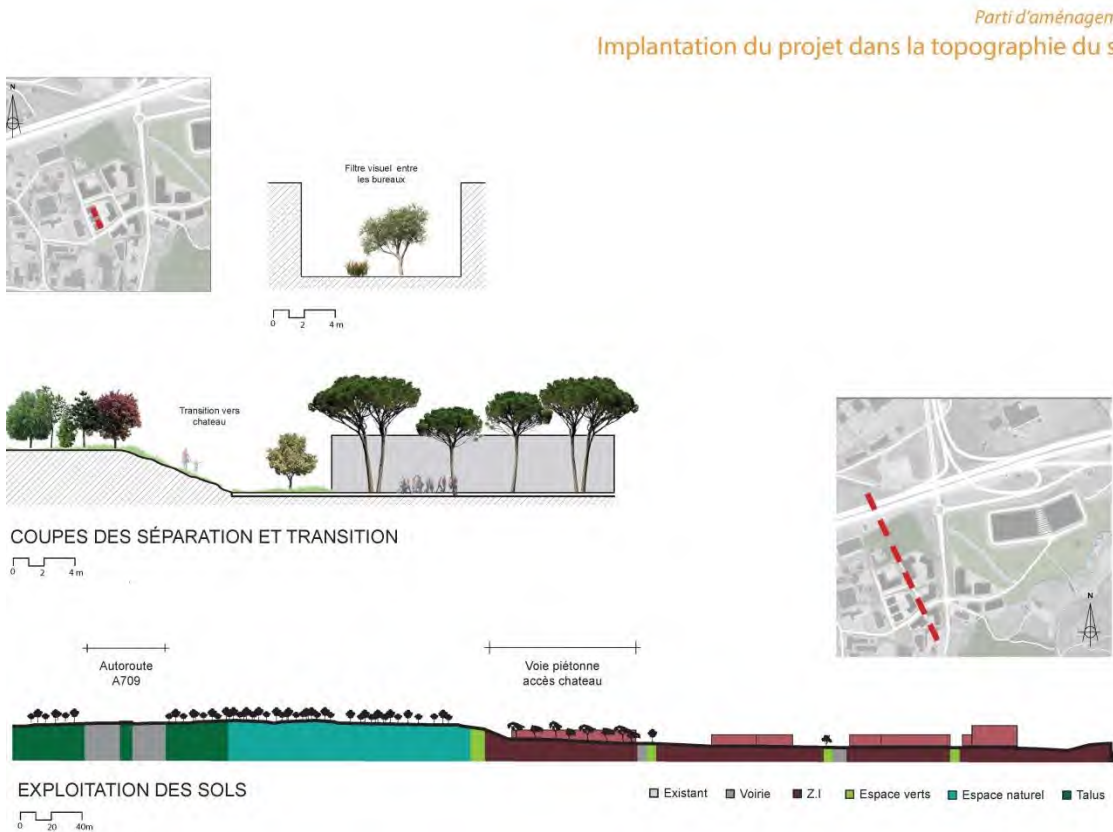 Parti d'aménagem
Implantation du projet dans la topographie du s
N
Filtre visuel entre
les bureaux
0 2 4 m
Transition vers
chateau
COUPES DES SÉPARATION ET TRANSITION
0 2 4 m
N
Autoroute
A709
Voie piétonne
accès chateau
EXPLOITATION DES SOLS
Existant Voirie Z.I Espace verts Espace naturel Talus
0 20 40m